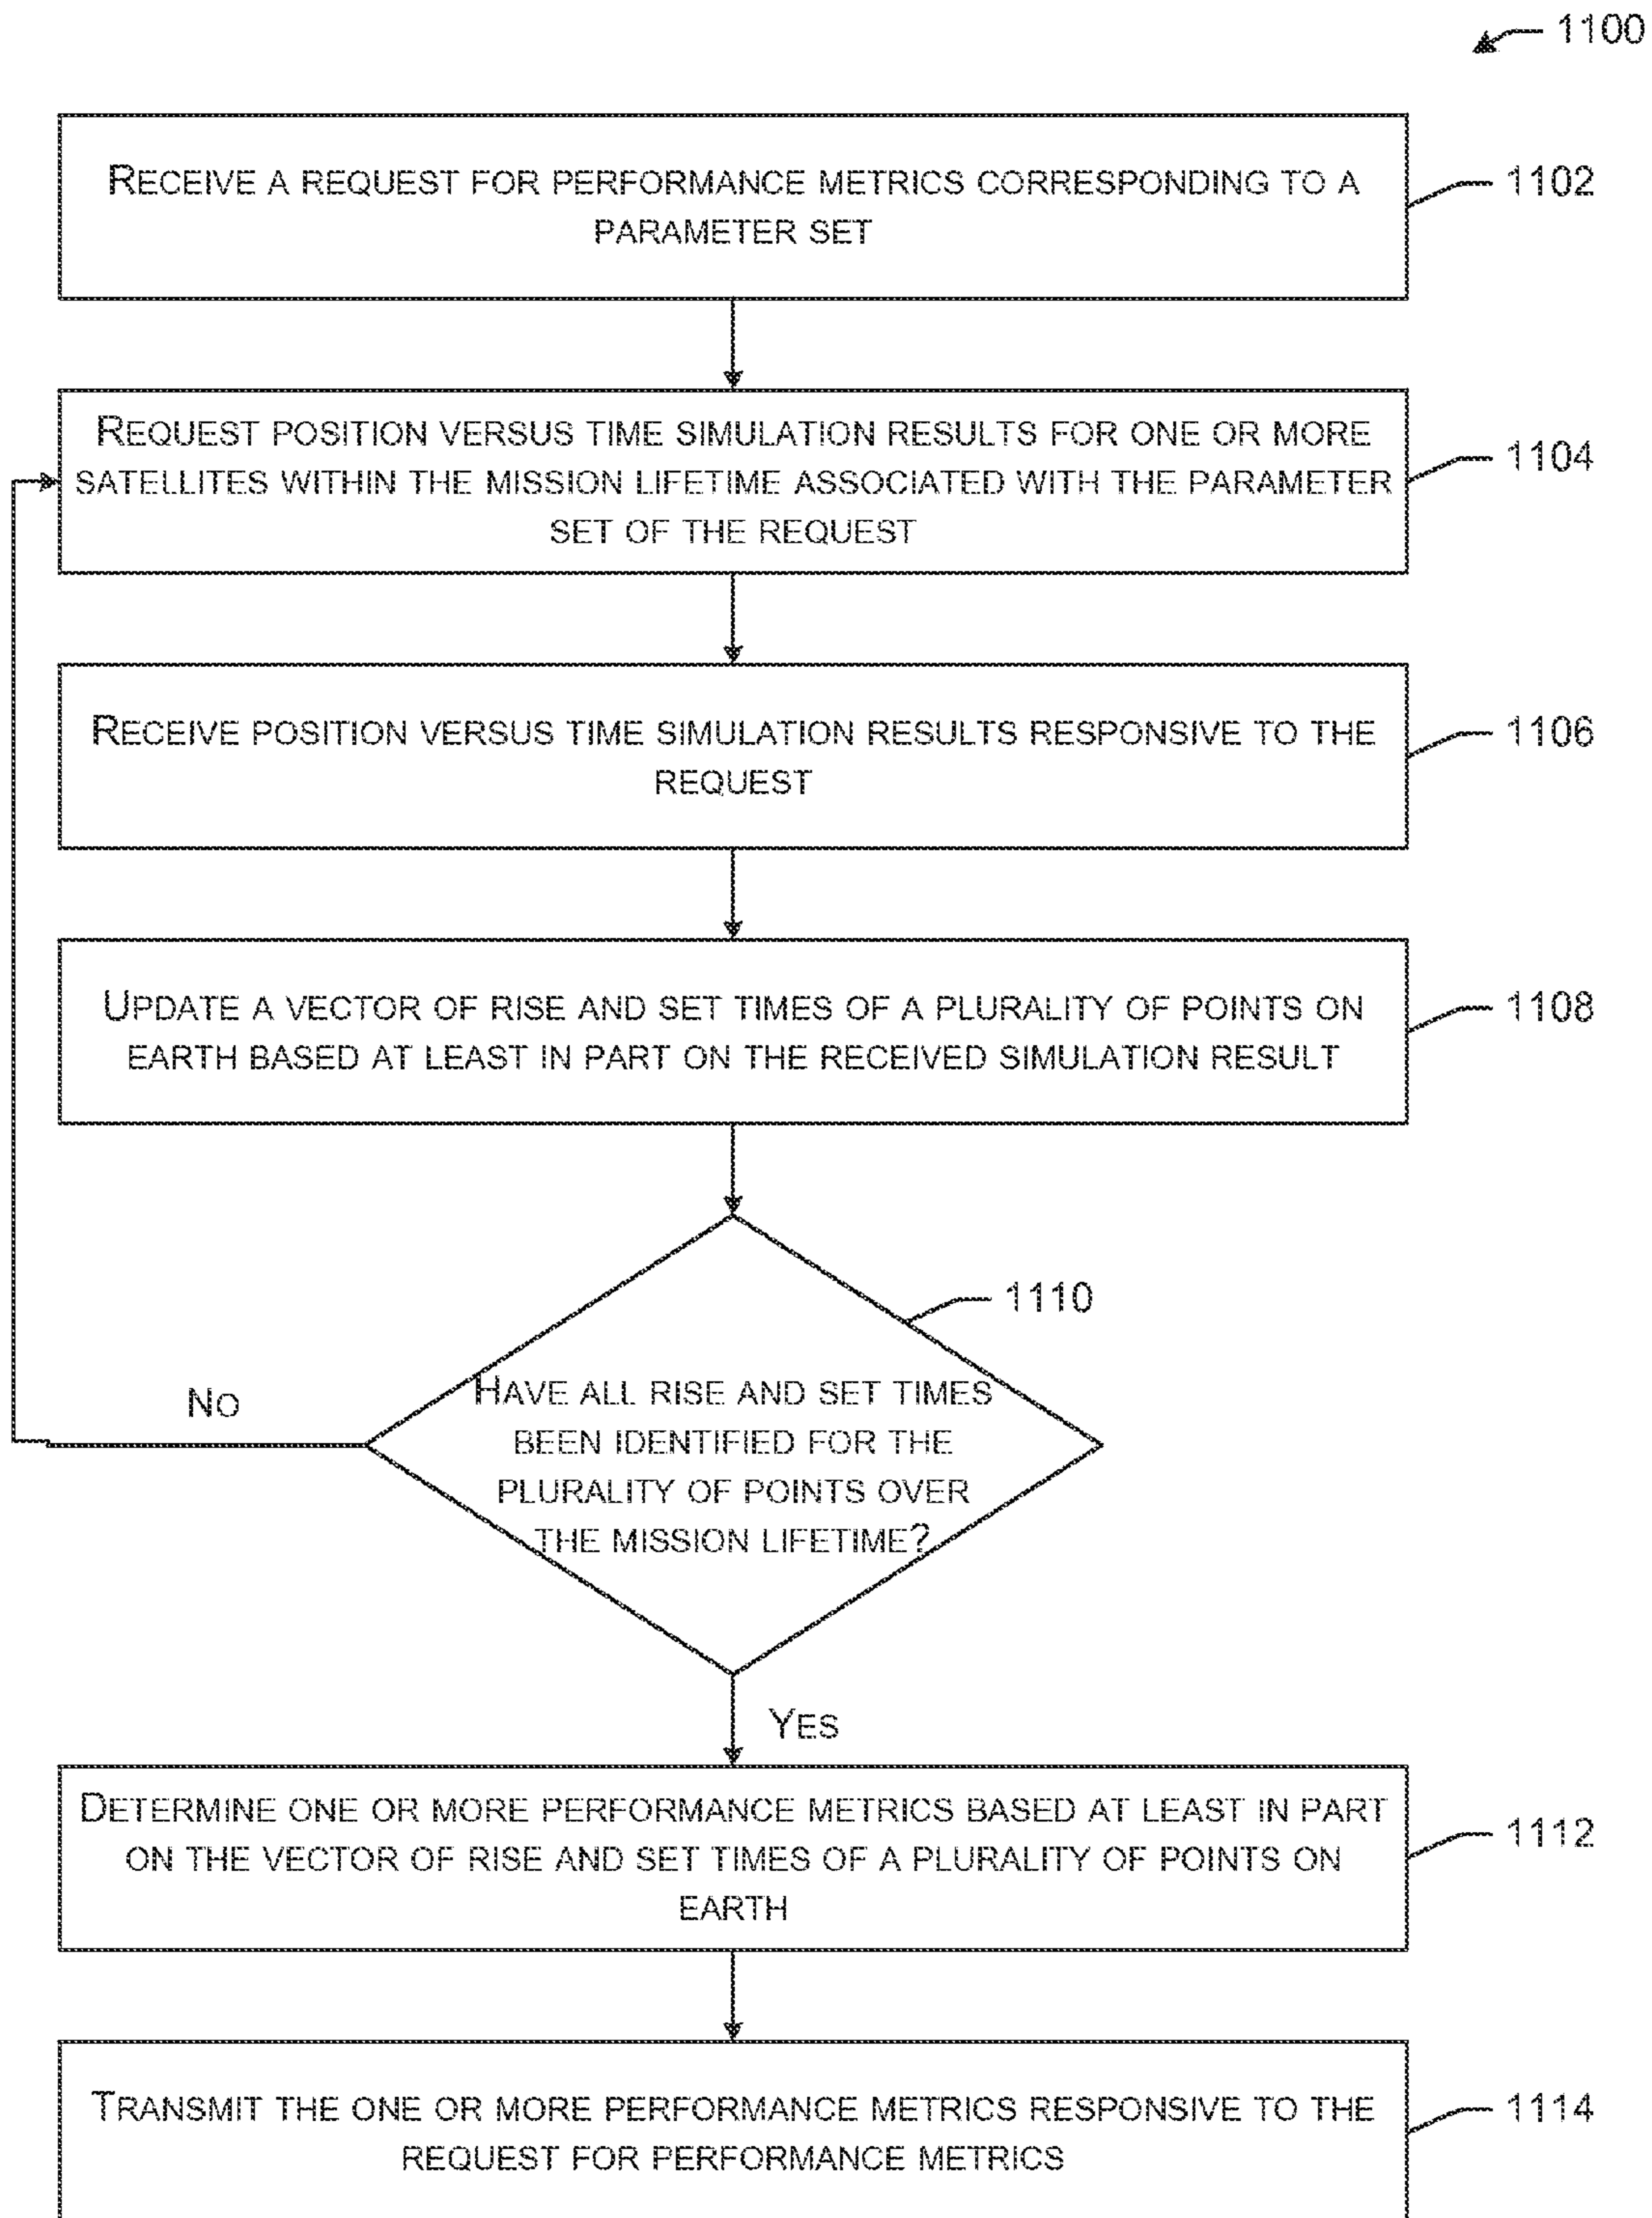 1100
RECEIVE A REQUEST FOR PERFORMANCE METRICS CORRESPONDING TO A
PARAMETER SET
1102
REQUEST POSITION VERSUS TIME SIMULATION RESULTS FOR ONE OR MORE
SATELLITES WITHIN THE MISSION LIFETIME ASSOCIATED WITH THE PARAMETER
SET OF THE REQUEST
1104
RECEIVE POSITION VERSUS TIME SIMULATION RESULTS RESPONSIVE TO THE
REQUEST
1106
UPDATE A VECTOR OF RISE AND SET TIMES OF A PLURALITY OF POINTS ON
EARTH BASED AT LEAST IN PART ON THE RECEIVED SIMULATION RESULT
1108
1110
HAVE ALL RISE AND SET TIMES
BEEN IDENTIFIED FOR THE
PLURALITY OF POINTS OVER
THE MISSION LIFETIME?
NO
YES
DETERMINE ONE OR MORE PERFORMANCE METRICS BASED AT LEAST IN PART
ON THE VECTOR OF RISE AND SET TIMES OF A PLURALITY OF POINTS ON
EARTH
1112
TRANSMIT THE ONE OR MORE PERFORMANCE METRICS RESPONSIVE TO THE
REQUEST FOR PERFORMANCE METRICS
1114